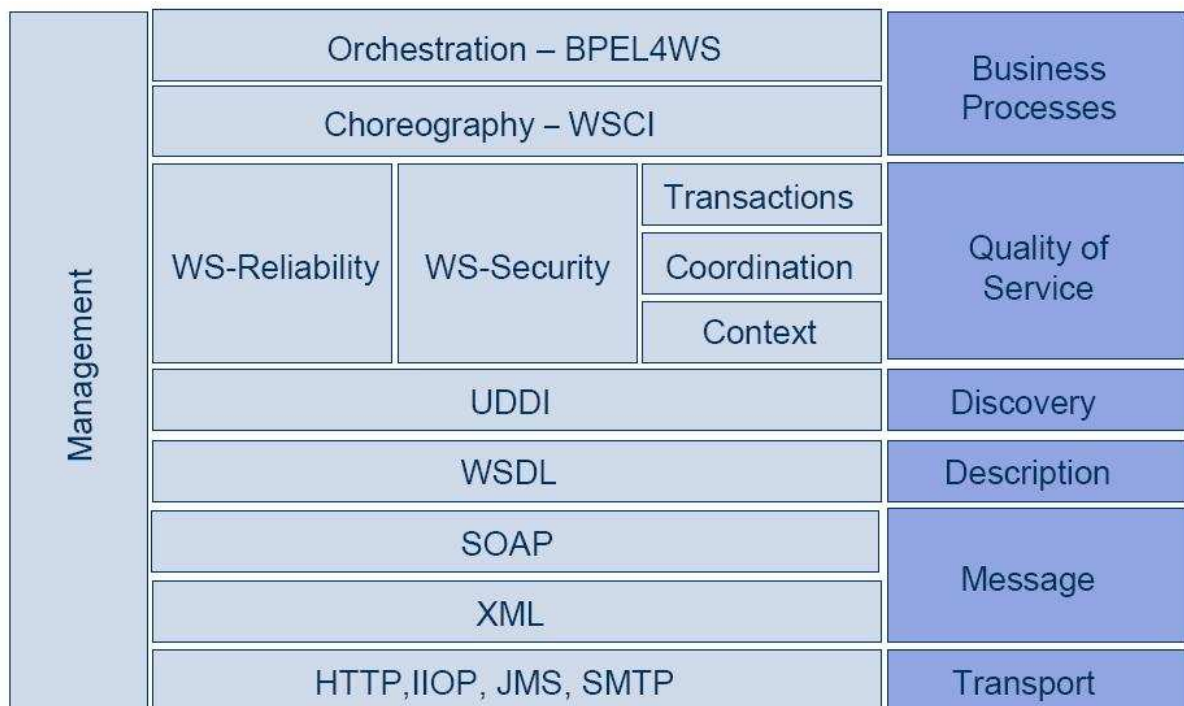 Management
Orchestration – BPEL4WS
Business
Processes
Choreography – WSCI
WS-Reliability
WS-Security
Transactions
Coordination
Context
Quality of
Service
UDDI
Discovery
WSDL
Description
SOAP
XML
Message
HTTP,IIOP, JMS, SMTP
Transport